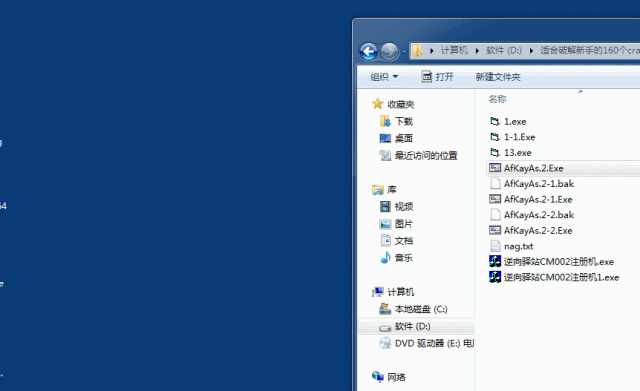 计算机 软件 (D:) 适合破解新手的160个cra
组织 打开 新建文件夹
收藏夹
下载
桌面
最近访问的位置
库
视频
图片
文档
音乐
计算机
本地磁盘 (C:)
软件 (D:)
DVD 驱动器 (E:) 电
网络
名称
1.exe
1-1.Exe
13.exe
AfKayAs.2.Exe
AfKayAs.2-1.bak
AfKayAs.2-1.Exe
AfKayAs.2-2.bak
AfKayAs.2-2.Exe
nag.txt
逆向驿站CM002注册机.exe
逆向驿站CM002注册机1.exe
64
e